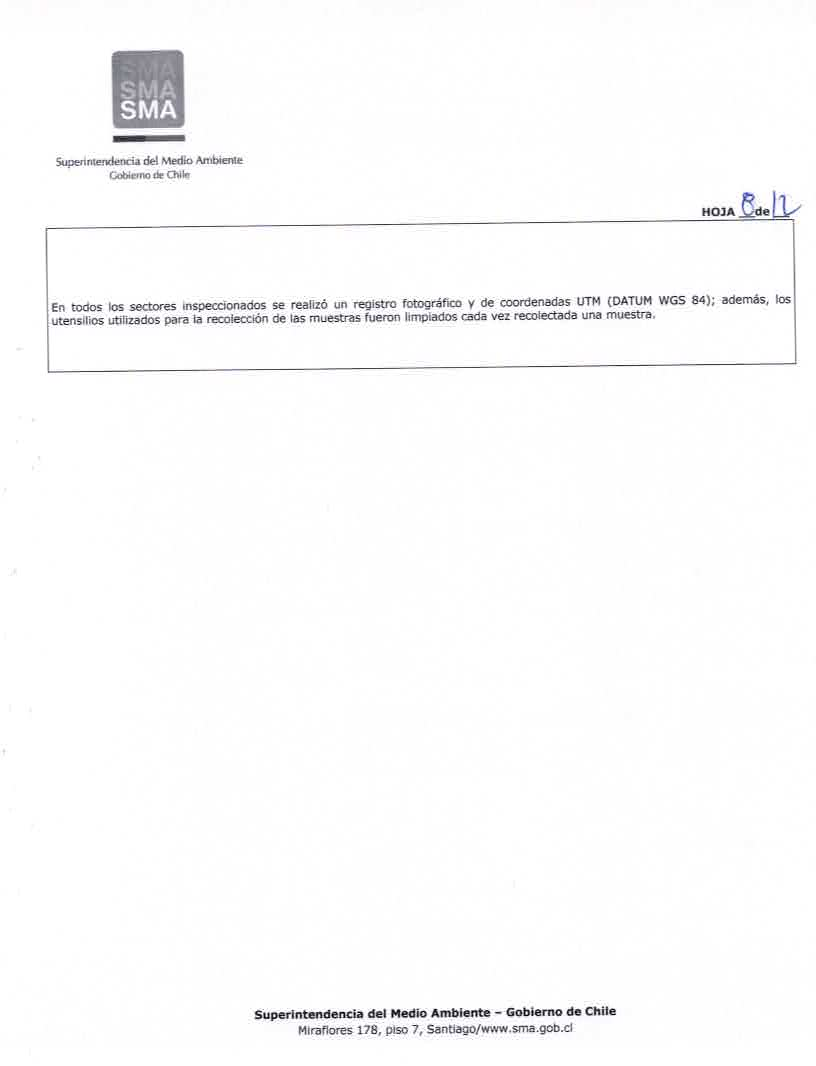 SMA
SMA
SMA
Superintendencia del Medio Ambiente
Gobierno de Chile
HOJA 8 de 12
En todos los sectores inspeccionados se realizó un registro fotográfico y de coordenadas UTM (DATUM WGS 84); además, los
utensilios utilizados para la recolección de las muestras fueron limpiados cada vez recolectada una muestra.
Superintendencia del Medio Ambiente – Gobierno de Chile
Miraflores 178, piso 7, Santiago/www.sma.gob.cl